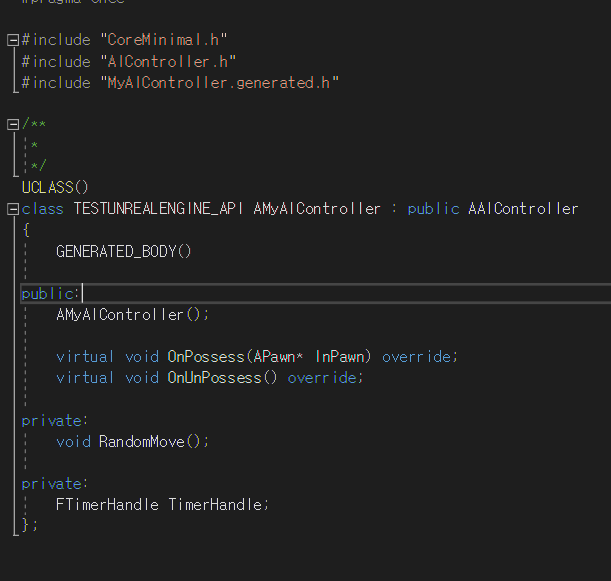 #pragma once
#include "CoreMinimal.h"
#include "AIController.h"
#include "MyAIController.generated.h"
/**
*
*/
UCLASS()
class TESTUNREALENGINE_API AMyAIController : public AAIController
{
GENERATED_BODY()
public:
AMyAIController();
virtual void OnPossess(APawn* InPawn) override;
virtual void OnUnPossess() override;
private:
void RandomMove();
private:
FTimerHandle TimerHandle;
};